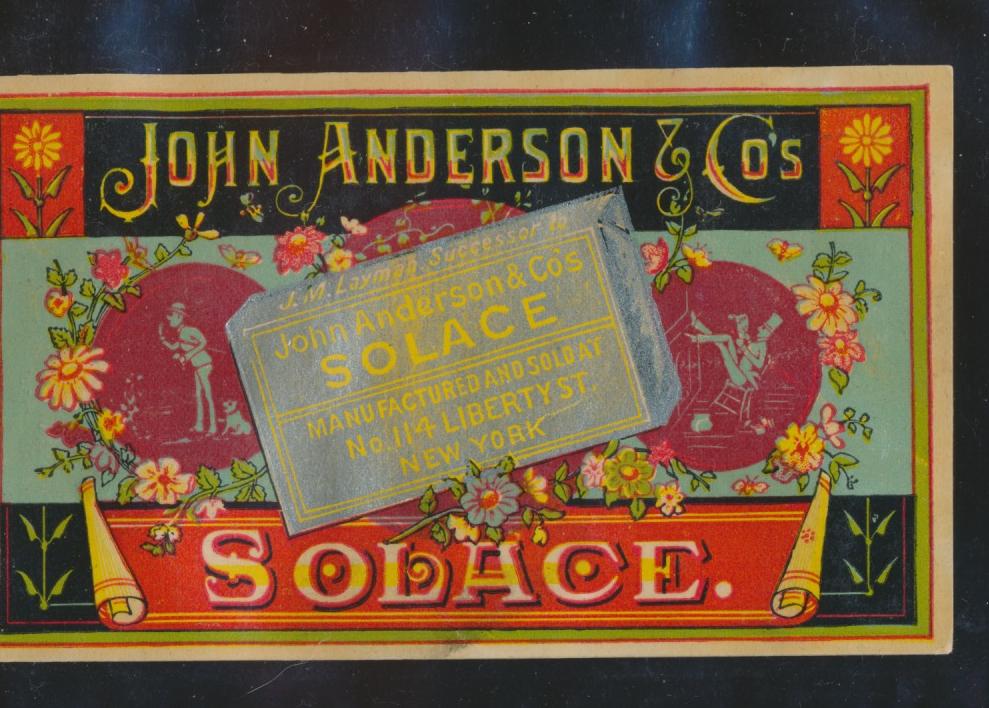 JOHN ANDERSON & Co's
J. M. Layman Successor to
John Anderson & Co's
SOLACE
MANUFACTURED AND SOLD AT
No. 114 LIBERTY ST.
NEW YORK
SOLACE.